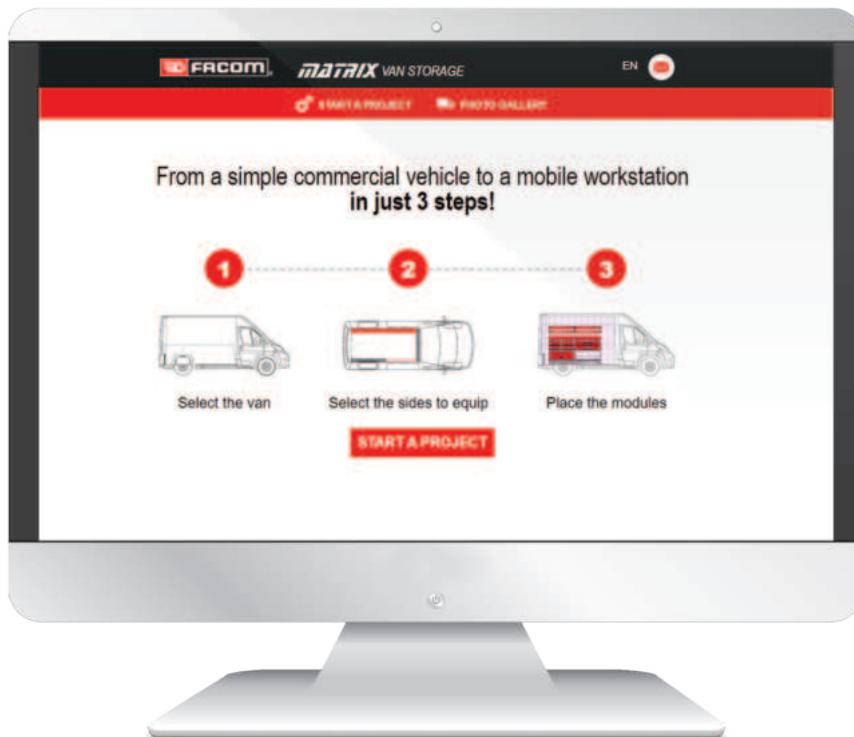 FACOM
MATRIX VAN STORAGE
EN
START A PROJECT
PHOTO GALLERY
From a simple commercial vehicle to a mobile workstation
in just 3 steps!
1
2
3
Select the van
Select the sides to equip
Place the modules
START A PROJECT